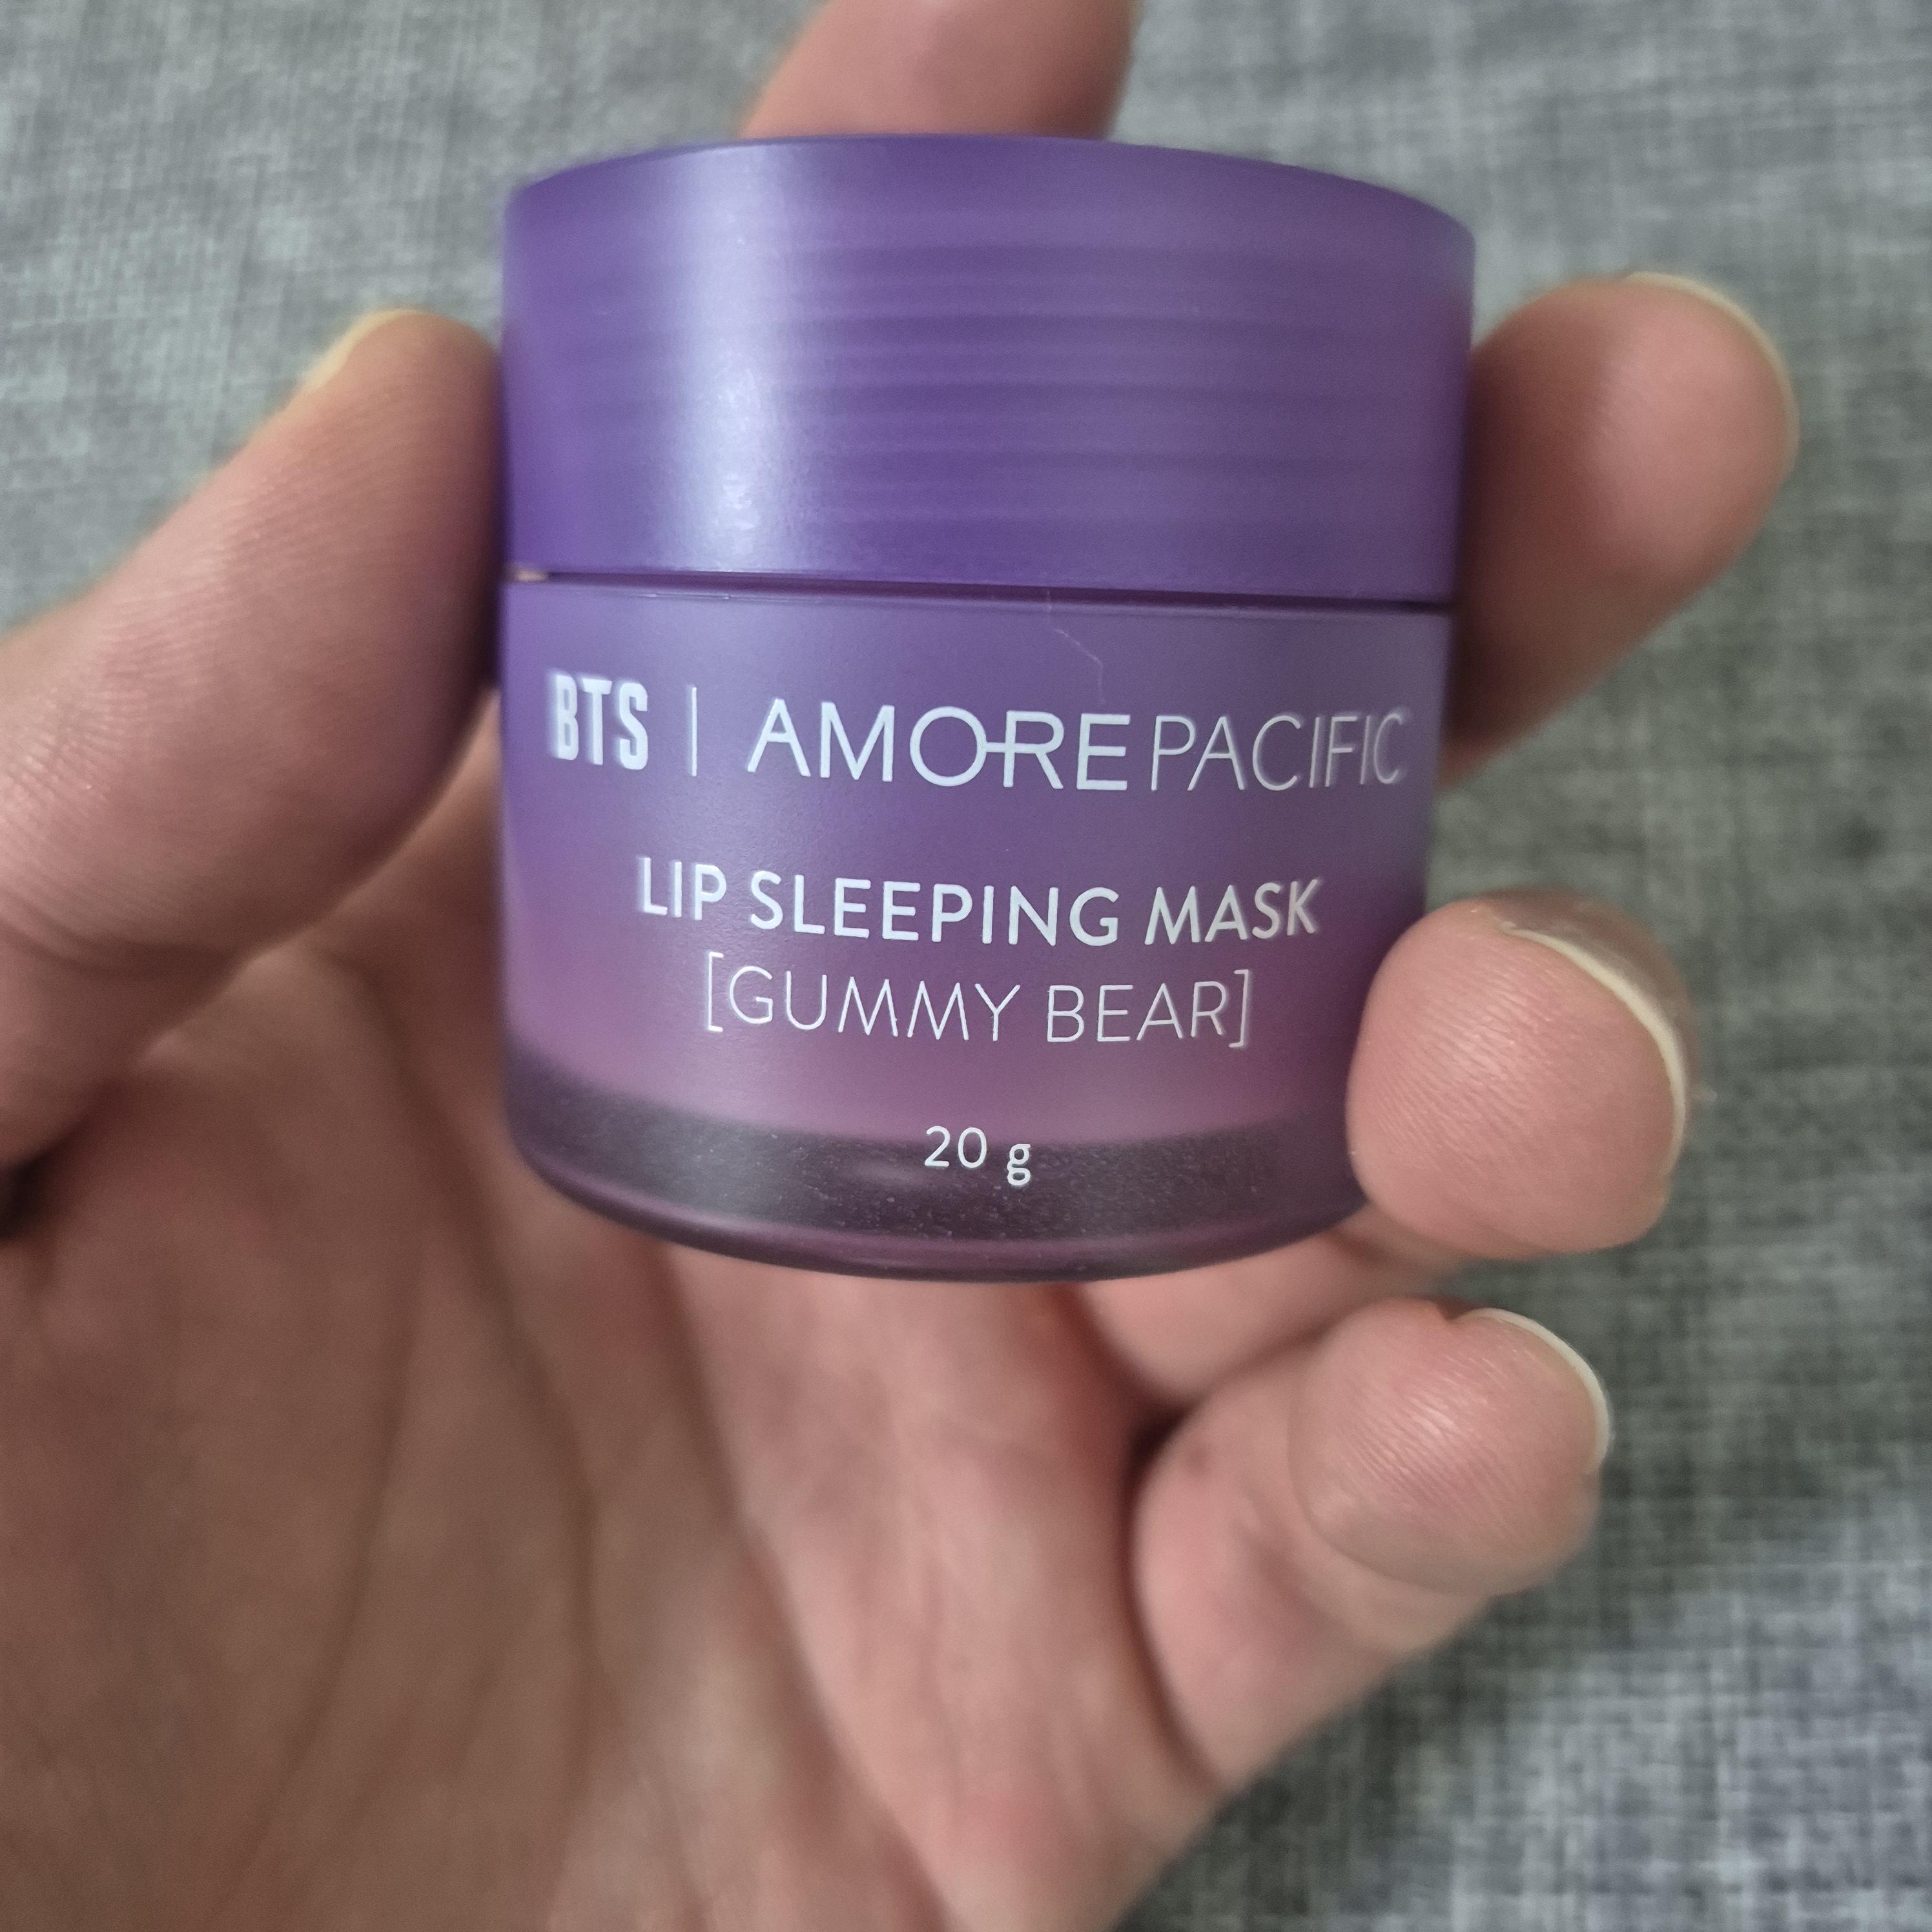 BTS | AMOREPACIFIC
LIP SLEEPING MASK
[GUMMY BEAR]
20 g